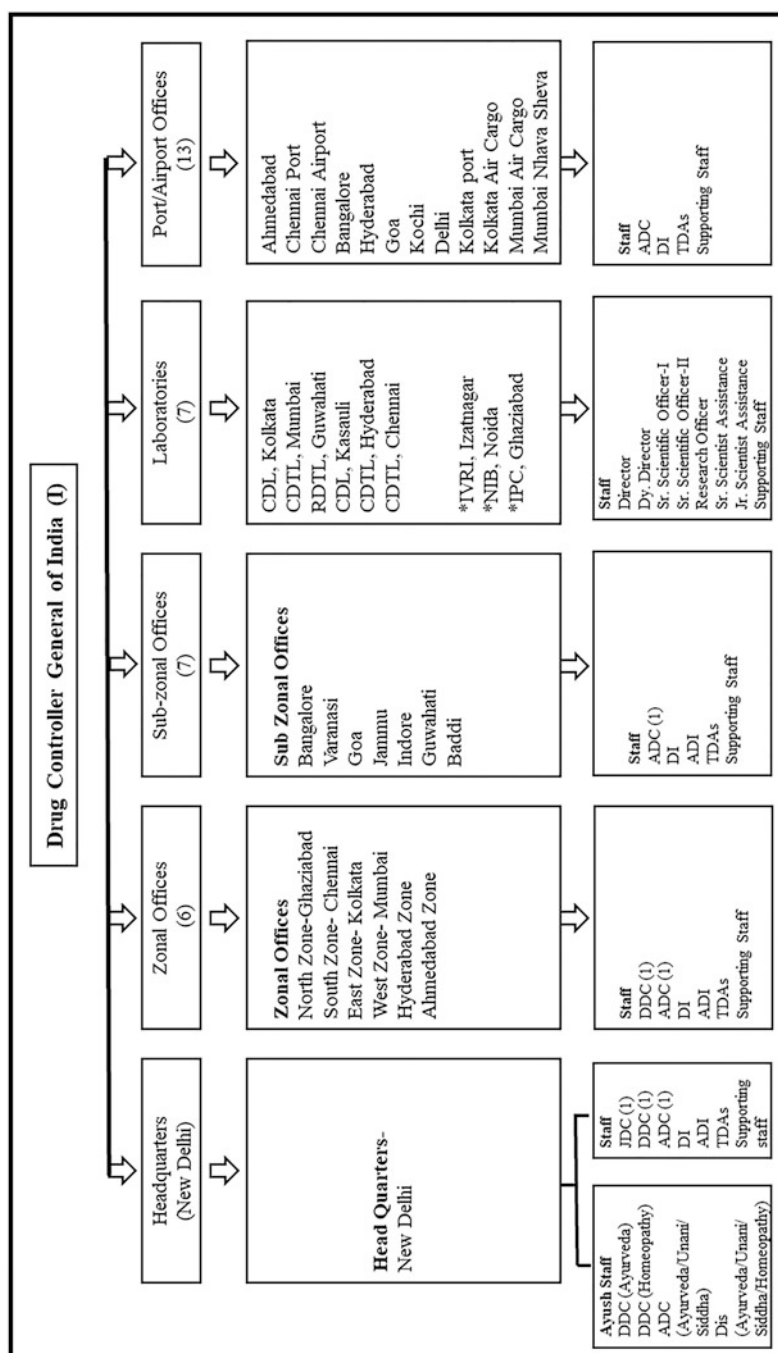 Drug Controller General of India (I)
Headquarters
(New Delhi)
Zonal Offices
(6)
Sub-zonal Offices
(7)
Laboratories
(7)
Port/Airport Offices
(13)
Head Quarters-
New Delhi
Zonal Offices
North Zone-Ghaziabad
South Zone- Chennai
East Zone- Kolkata
West Zone- Mumbai
Hyderabad Zone
Ahmedabad Zone
Sub Zonal Offices
Bangalore
Varanasi
Goa
Jammu
Indore
Guwahati
Baddi
CDL, Kolkata
CDTL, Mumbai
RDTL, Guwahati
CDL, Kasauli
CDTL, Hyderabad
CDTL, Chennai
*IVRI, Izatnagar
*NIB, Noida
*IPC, Ghaziabad
Ahmedabad
Chennai Port
Chennai Airport
Bangalore
Hyderabad
Goa
Kochi
Delhi
Kolkata port
Kolkata Air Cargo
Mumbai Air Cargo
Mumbai Nhava Sheva
Ayush Staff
DDC (Ayurveda)
DDC (Homeopathy)
ADC
(Ayurveda/Unani/
Siddha)
Dis
(Ayurveda/Unani/
Siddha/Homeopathy)
Staff
JDC (1)
DDC (1)
ADC (1)
DI
ADI
TDAs
Supporting
staff
Staff
DDC (1)
ADC (1)
DI
ADI
TDAs
Supporting Staff
Staff
ADC (1)
DI
ADI
TDAs
Supporting Staff
Staff
Director
Dy. Director
Sr. Scientific Officer-I
Sr. Scientific Officer-II
Research Officer
Sr. Scientist Assistance
Jr. Scientist Assistance
Supporting Staff
Staff
ADC
DI
TDAs
Supporting Staff